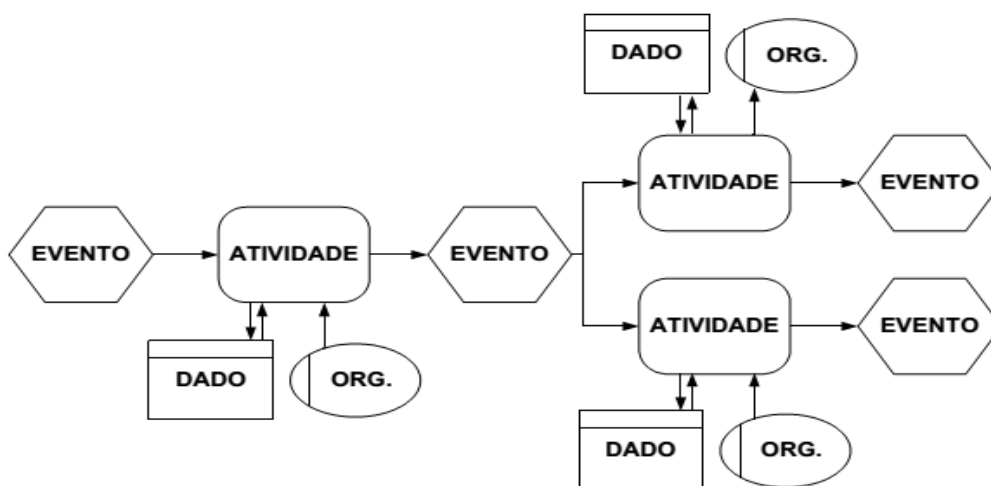 DADO
ORG.
ATIVIDADE
EVENTO
EVENTO
ATIVIDADE
EVENTO
ATIVIDADE
EVENTO
DADO
ORG.
DADO
ORG.